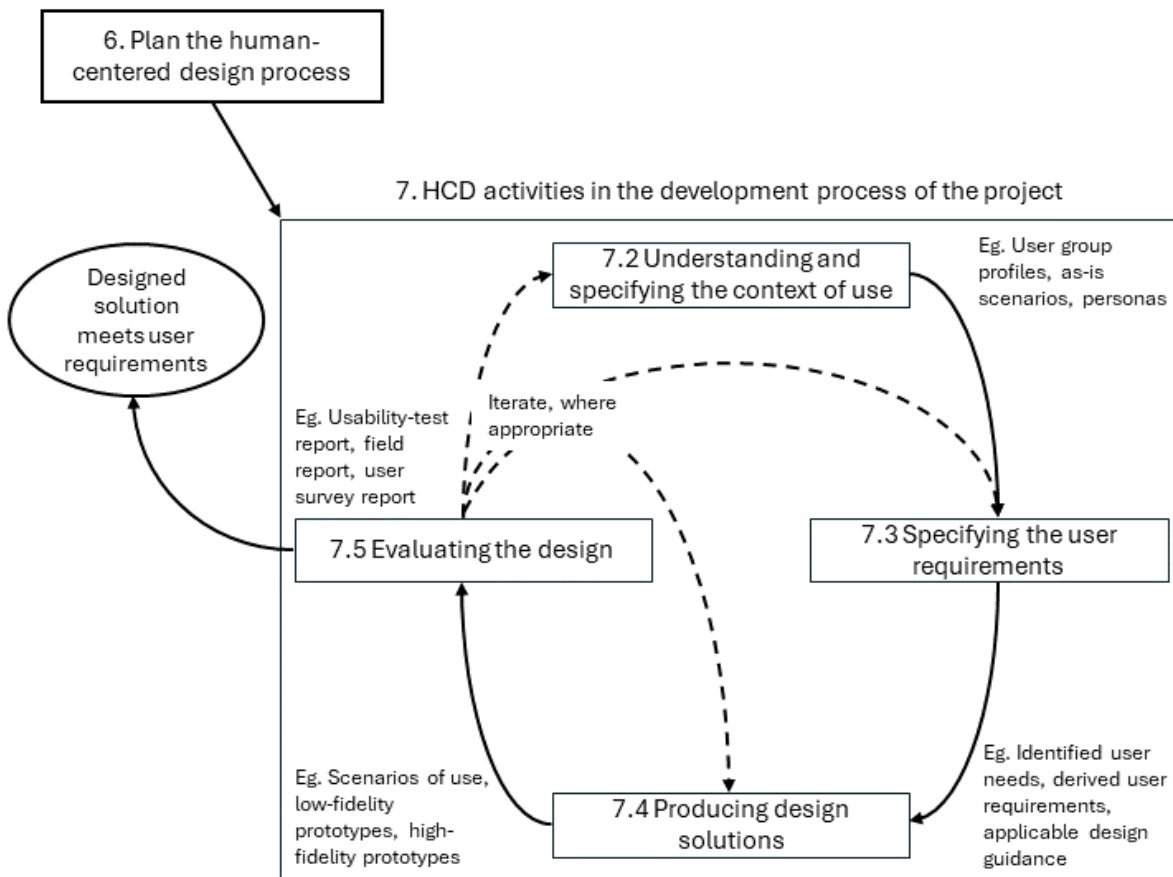 6. Plan the human-
centered design process
7. HCD activities in the development process of the project
Designed
solution
meets user
requirements
7.2 Understanding and
specifying the context of use
Eg. User group
profiles, as-is
scenarios, personas
Iterate, where
appropriate
Eg. Usability-test
report, field
report, user
survey report
7.5 Evaluating the design
7.3 Specifying the user
requirements
Eg. Scenarios of use,
low-fidelity
prototypes, high-
fidelity prototypes
7.4 Producing design
solutions
Eg. Identified user
needs, derived user
requirements,
applicable design
guidance